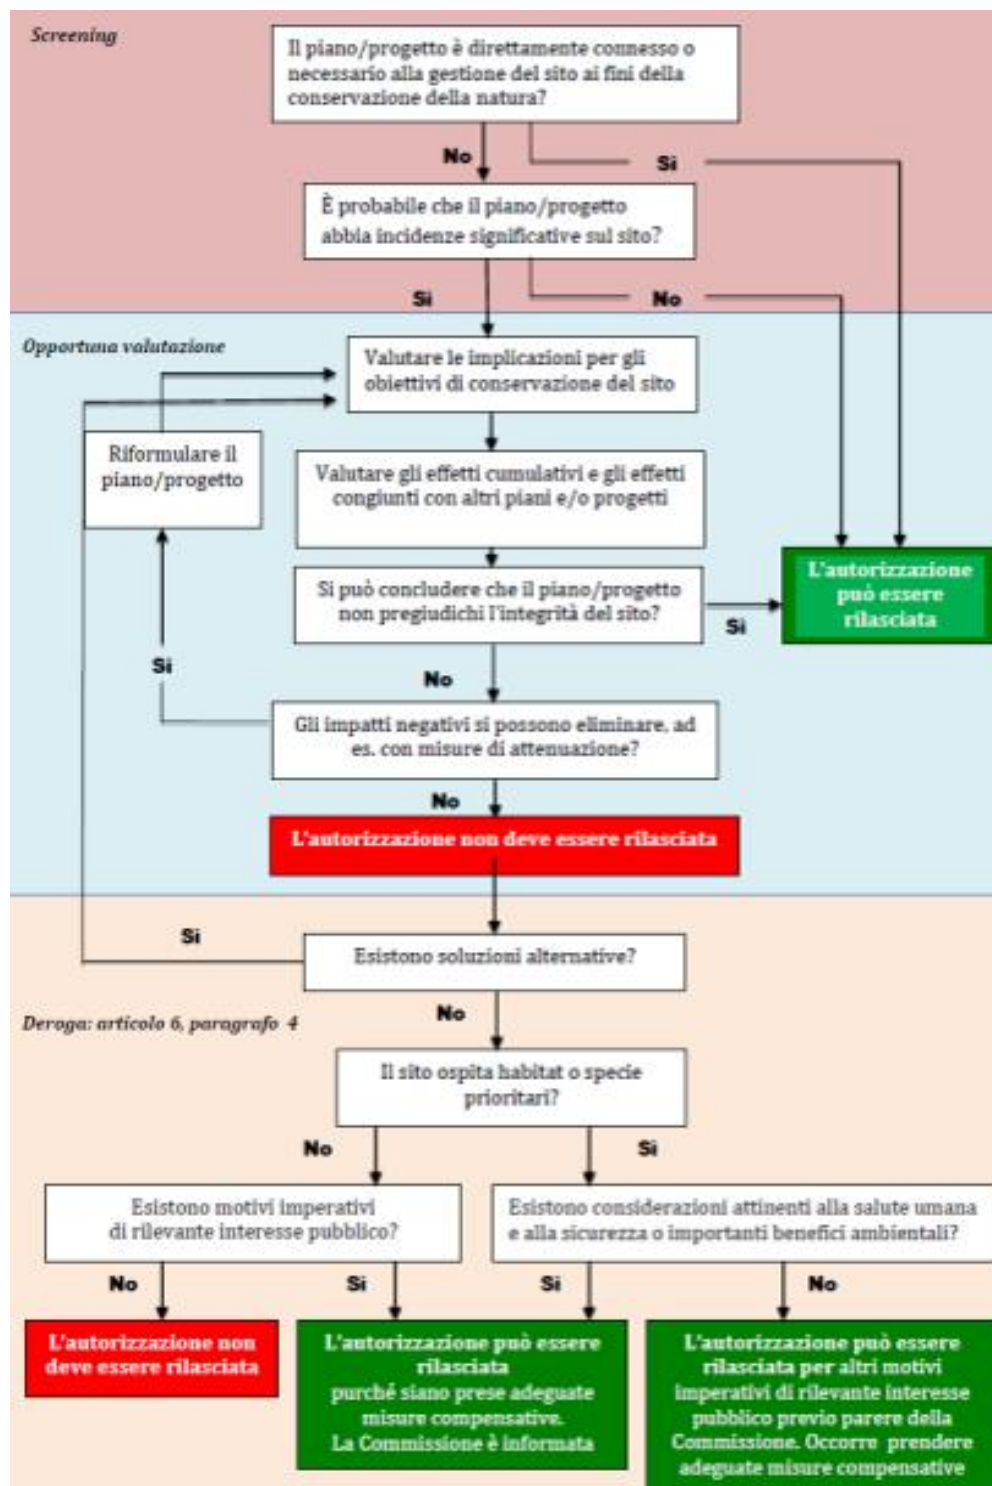 Screening
Il piano/progetto è direttamente connesso o
necessario alla gestione del sito ai fini della
conservazione della natura?
No
Si
È probabile che il piano/progetto
abbia incidenze significative sul sito?
Si
No
Opportuna valutazione
Valutare le implicazioni per gli
obiettivi di conservazione del sito
Riformulare il
piano/progetto
Valutare gli effetti cumulativi e gli effetti
congiunti con altri piani e/o progetti
L'autorizzazione
può essere
rilasciata
Si può concludere che il piano/progetto
non pregiudichi l'integrità del sito?
Si
Si
No
Gli impatti negativi si possono eliminare, ad
es. con misure di attenuazione?
No
L'autorizzazione non deve essere rilasciata
Si
Esistono soluzioni alternative?
No
Deroga: articolo 6, paragrafo 4
Il sito ospita habitat o specie
prioritari?
No
Si
Esistono motivi imperativi
di rilevante interesse pubblico?
Esistono considerazioni attinenti alla salute umana
e alla sicurezza o importanti benefici ambientali?
No
Si
Si
No
L'autorizzazione non
deve essere rilasciata
L'autorizzazione può essere
rilasciata
purché siano prese adeguate
misure compensative.
La Commissione è informata
L'autorizzazione può essere
rilasciata per altri motivi
imperativi di rilevante interesse
pubblico previo parere della
Commissione. Occorre prendere
adeguate misure compensative